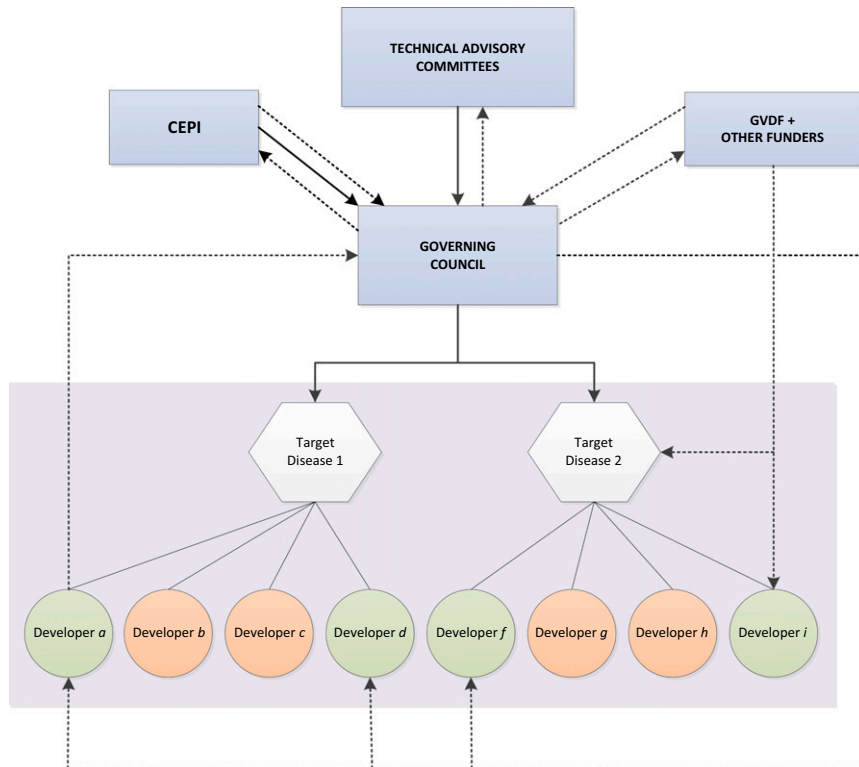 TECHNICAL ADVISORY
COMMITTEES
CEPI
GVDF +
OTHER FUNDERS
GOVERNING
COUNCIL
Target
Disease 1
Target
Disease 2
Developer a
Developer b
Developer c
Developer d
Developer f
Developer g
Developer h
Developer i